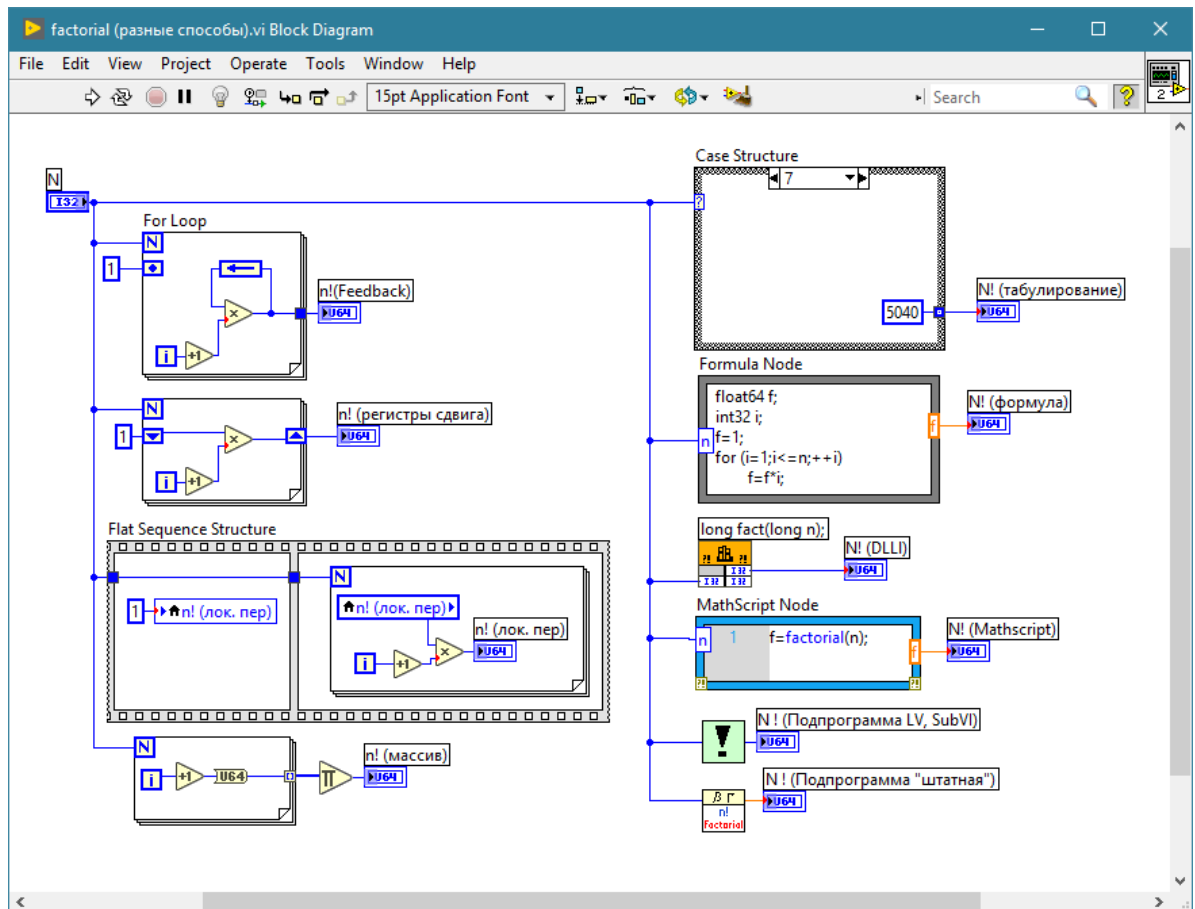 factorial (разные способы).vi Block Diagram
File Edit View Project Operate Tools Window Help
15pt Application Font
Search
2
N
I32
For Loop
N
1
n!(Feedback)
U64
x
i
+1
N
n! (регистры сдвига)
1
x
U64
i
+1
Flat Sequence Structure
N
1
n! (лок. пер)
n! (лок. пер)
n! (лок. пер)
U64
x
i
+1
N
n! (массив)
i
+1
U64
Π
U64
Case Structure
7
?
5040
N! (табулирование)
U64
Formula Node
float64 f;
int32 i;
f=1;
for (i=1;i<=n;++i)
f=f*i;
n
f
N! (формула)
U64
long fact(long n);
?! ?!
I32
I32 I32
N! (DLLI)
U64
MathScript Node
n
1 f=factorial(n);
f
?! ?!
N! (Mathscript)
U64
!
N ! (Подпрограмма LV, SubVI)
U64
N ! (Подпрограмма "штатная")
U64
β Γ
n!
Factorial